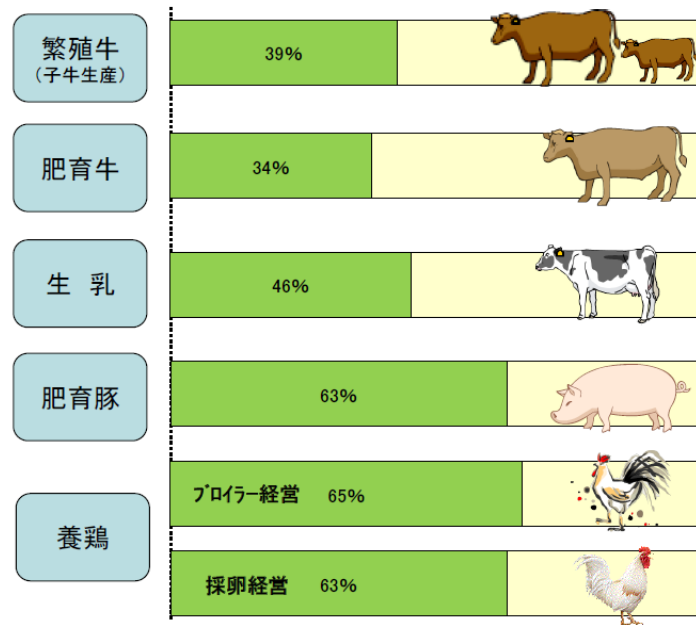 繁殖牛
（子牛生産）
39%
肥育牛
34%
生 乳
46%
肥育豚
63%
養鶏
ﾌﾞﾛｲﾗｰ経営 65%
採卵経営 63%